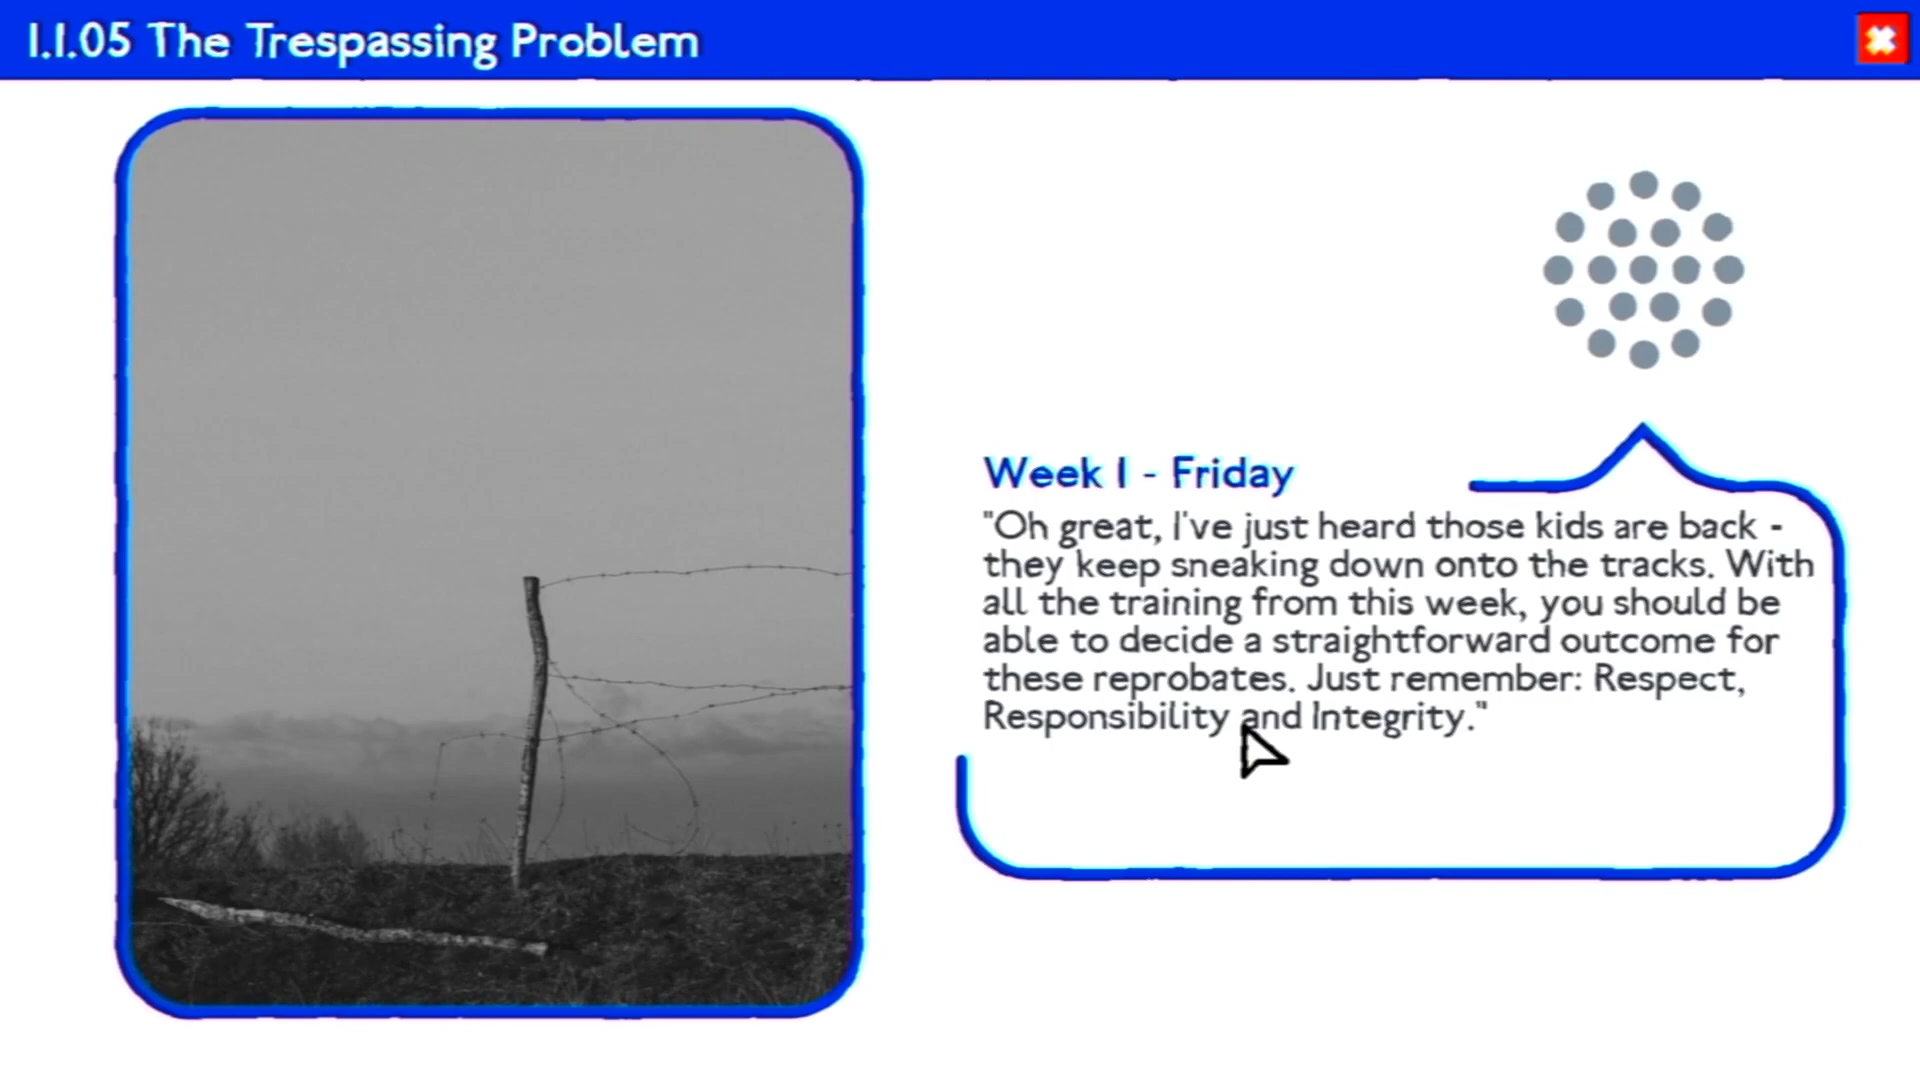 1.1.05 The Trespassing Problem
Week 1 - Friday
"Oh great, I've just heard those kids are back -
they keep sneaking down onto the tracks. With
all the training from this week, you should be
able to decide a straightforward outcome for
these reprobates. Just remember: Respect,
Responsibility and Integrity."